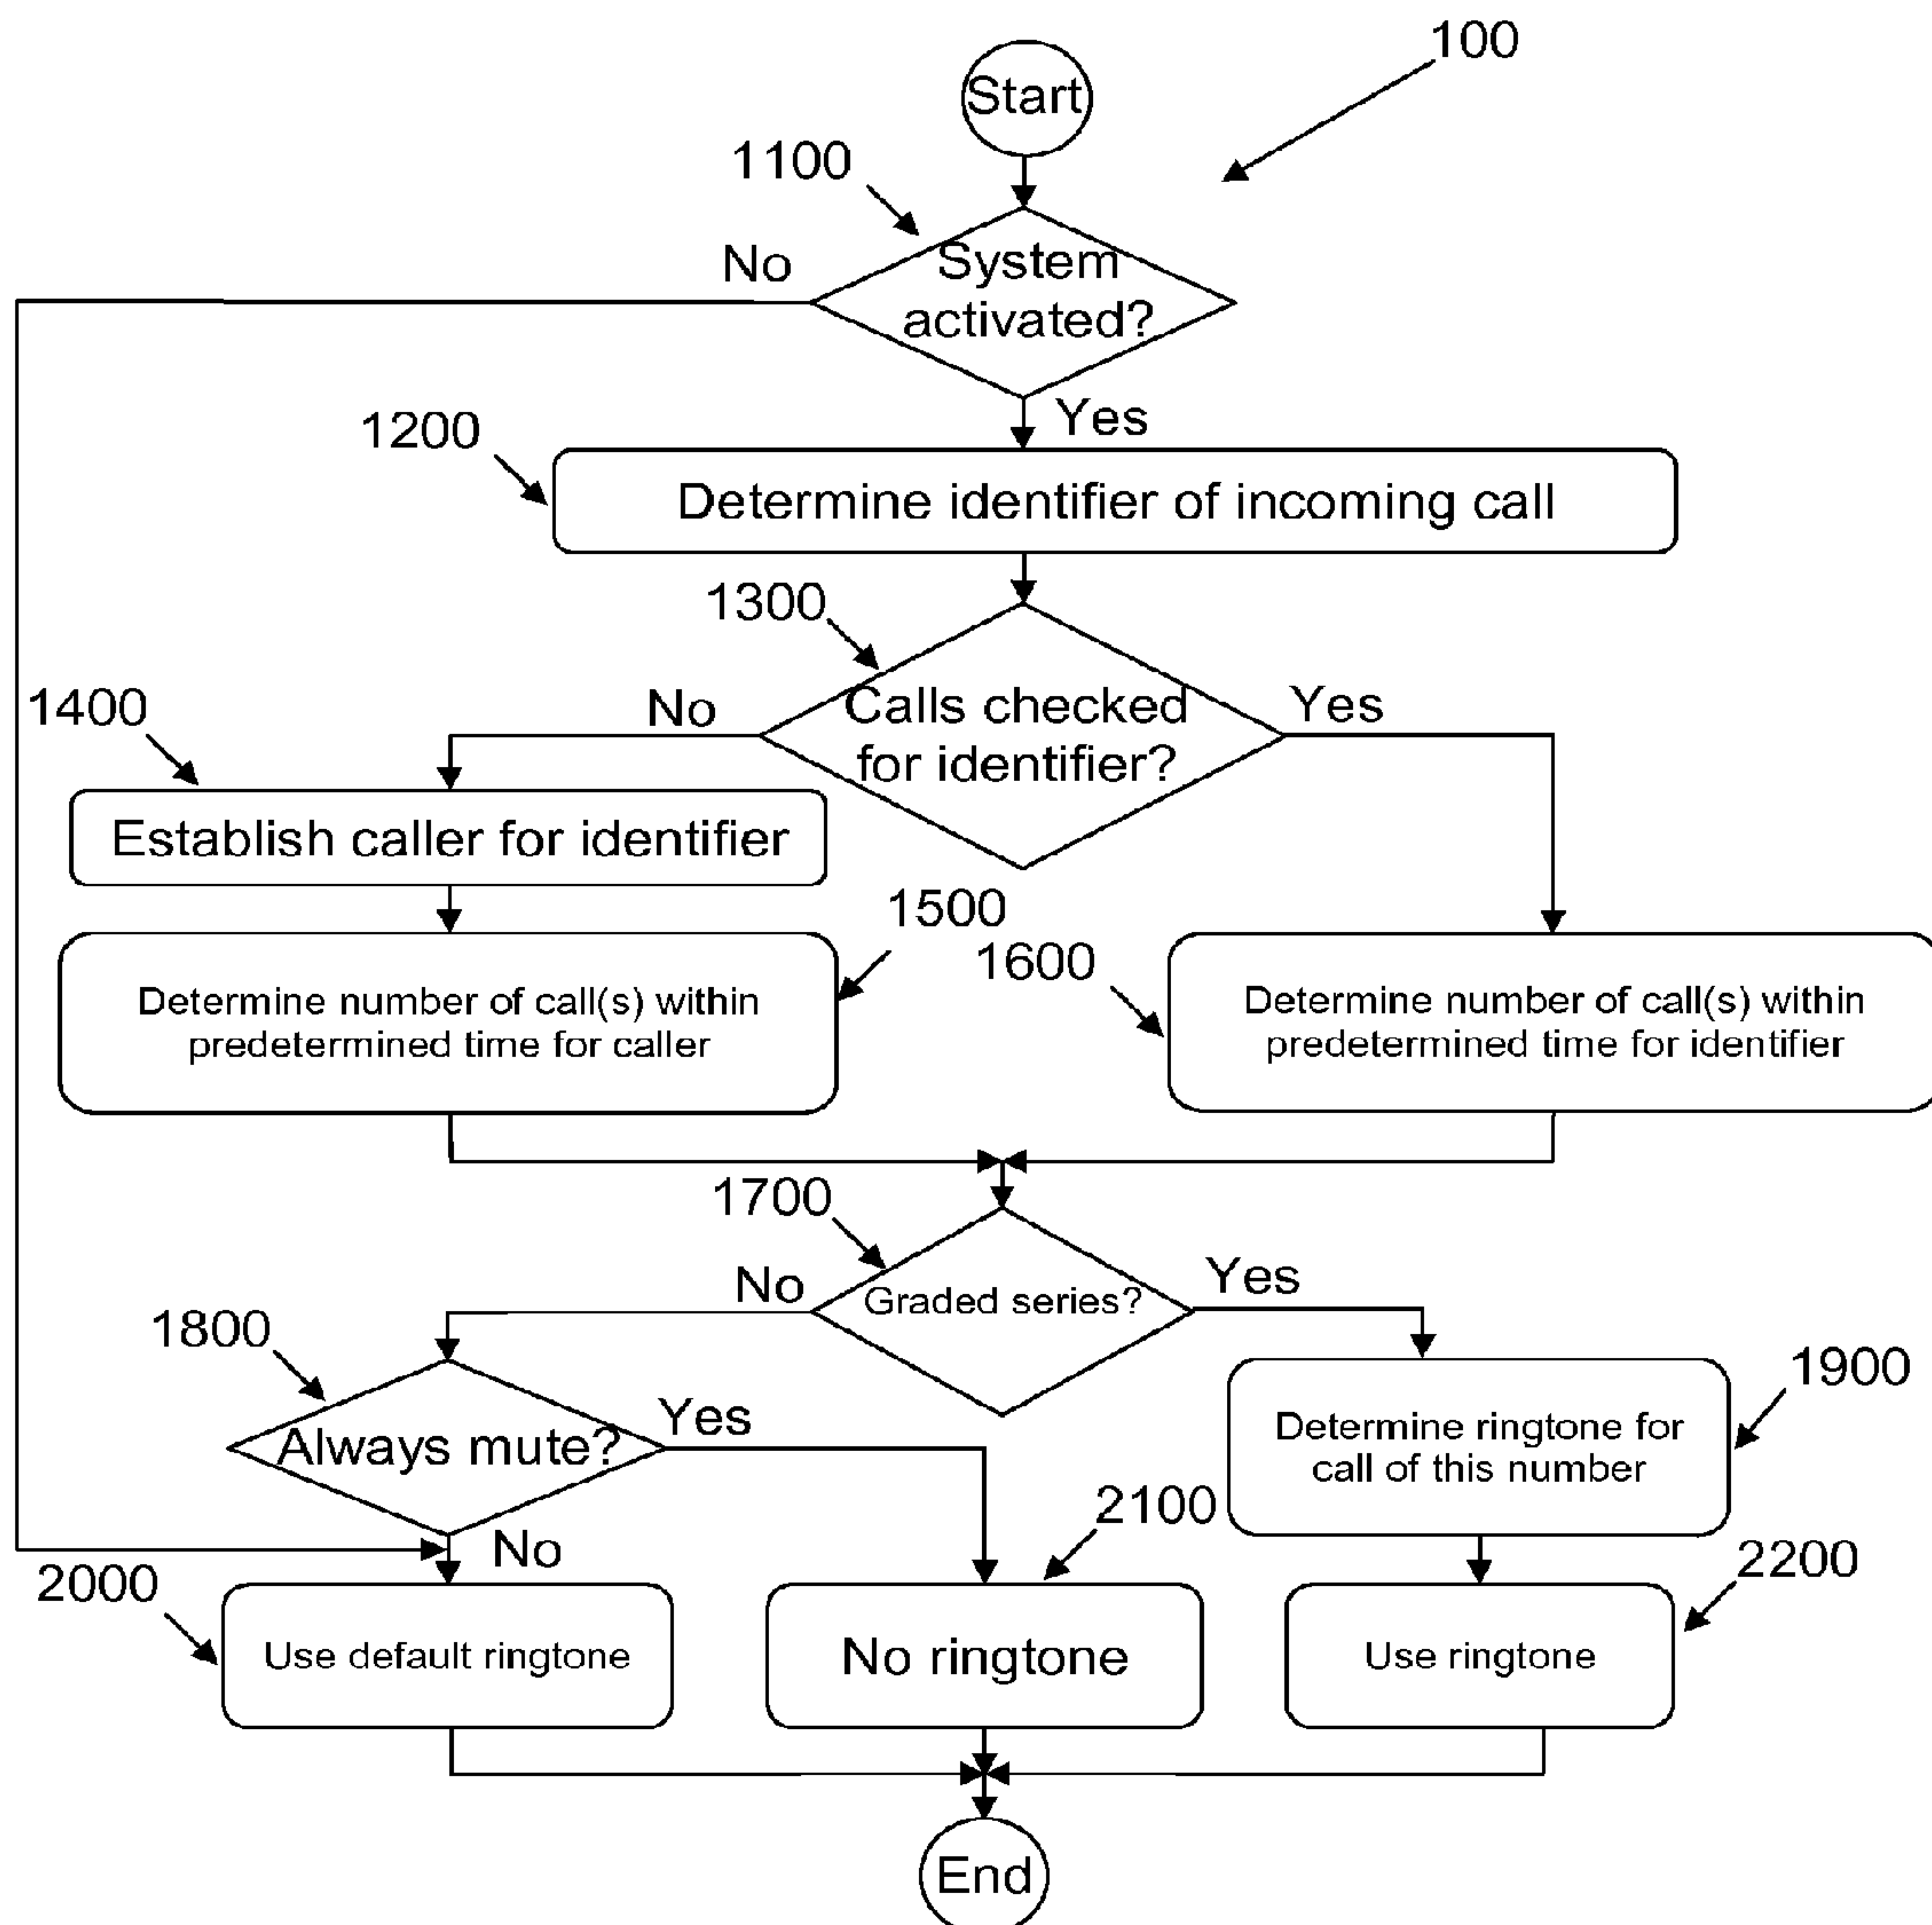 100
Start
1100
No
System
activated?
Yes
1200
Determine identifier of incoming call
1300
No
Calls checked
for identifier?
Yes
1400
Establish caller for identifier
1500
1600
Determine number of call(s) within
predetermined time for caller
Determine number of call(s) within
predetermined time for identifier
1700
No
Graded series?
Yes
1800
Always mute?
Yes
1900
Determine ringtone for
call of this number
2100
No
2000
2200
Use default ringtone
No ringtone
Use ringtone
End